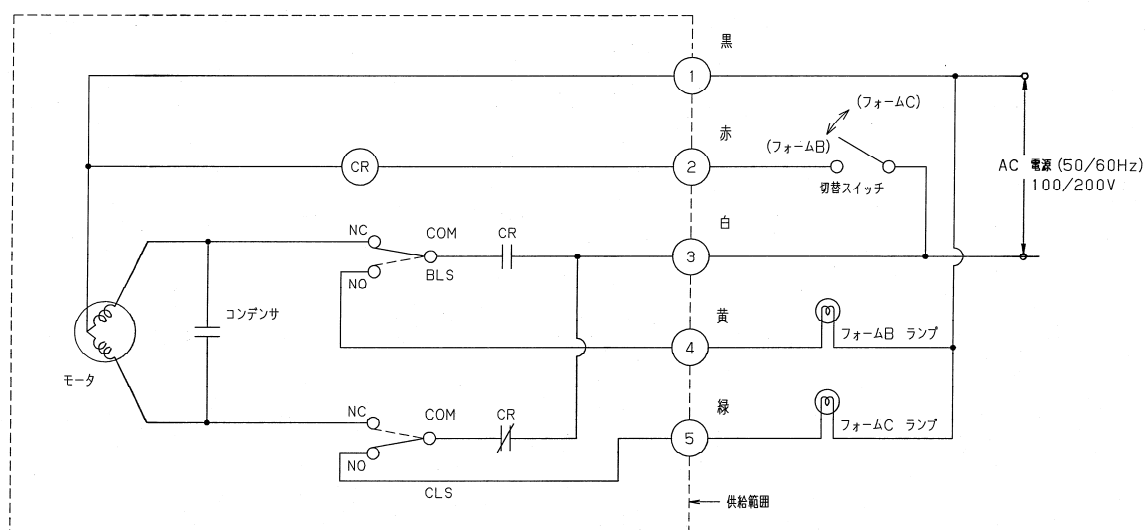 黒
1
(フォームC)
赤
(フォームB)
CR
2
切替スイッチ
AC 電源(50/60Hz)
100/200V
白
NC
COM
CR
3
NO
BLS
コンデンサ
黄
4
フォームB ランプ
モータ
緑
NC
COM
CR
5
フォームC ランプ
NO
CLS
供給範囲